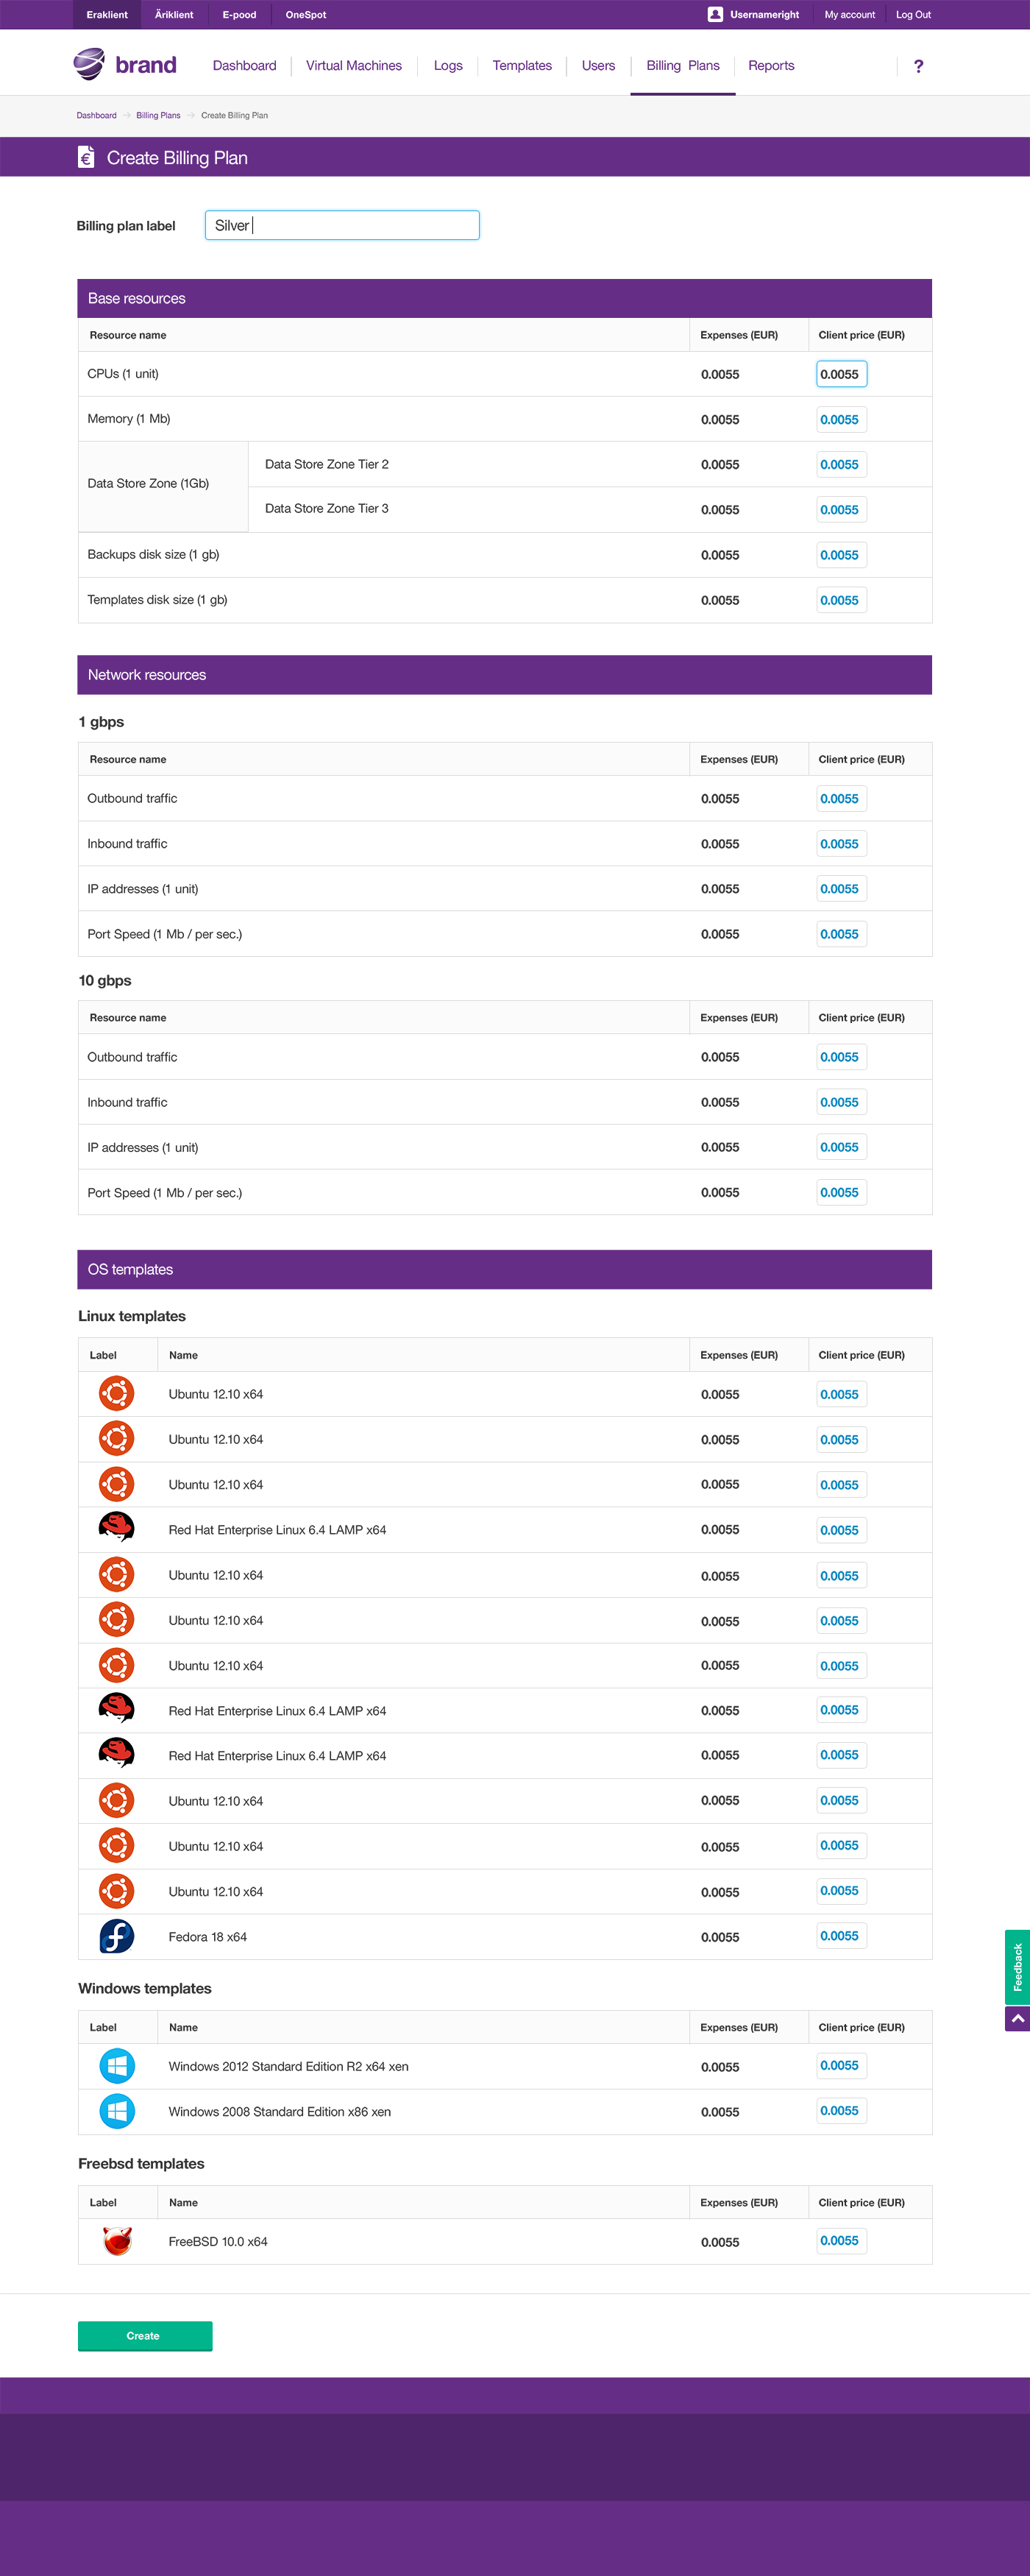 Eraklient Äriklient E-pood OneSpot Usernameright My account Log Out
brand Dashboard Virtual Machines Logs Templates Users Billing Plans Reports ?
Dashboard Billing Plans Create Billing Plan
€ Create Billing Plan
Billing plan label Silver
Base resources
Resource name Expenses (EUR) Client price (EUR)
CPUs (1 unit) 0.0055 0.0055
Memory (1 Mb) 0.0055 0.0055
Data Store Zone (1Gb)
Data Store Zone Tier 2 0.0055 0.0055
Data Store Zone Tier 3 0.0055 0.0055
Backups disk size (1 gb) 0.0055 0.0055
Templates disk size (1 gb) 0.0055 0.0055
Network resources
1 gbps
Resource name Expenses (EUR) Client price (EUR)
Outbound traffic 0.0055 0.0055
Inbound traffic 0.0055 0.0055
IP addresses (1 unit) 0.0055 0.0055
Port Speed (1 Mb / per sec.) 0.0055 0.0055
10 gbps
Resource name Expenses (EUR) Client price (EUR)
Outbound traffic 0.0055 0.0055
Inbound traffic 0.0055 0.0055
IP addresses (1 unit) 0.0055 0.0055
Port Speed (1 Mb / per sec.) 0.0055 0.0055
OS templates
Linux templates
Label Name Expenses (EUR) Client price (EUR)
Ubuntu 12.10 x64 0.0055 0.0055
Ubuntu 12.10 x64 0.0055 0.0055
Ubuntu 12.10 x64 0.0055 0.0055
Red Hat Enterprise Linux 6.4 LAMP x64 0.0055 0.0055
Ubuntu 12.10 x64 0.0055 0.0055
Ubuntu 12.10 x64 0.0055 0.0055
Ubuntu 12.10 x64 0.0055 0.0055
Red Hat Enterprise Linux 6.4 LAMP x64 0.0055 0.0055
Red Hat Enterprise Linux 6.4 LAMP x64 0.0055 0.0055
Ubuntu 12.10 x64 0.0055 0.0055
Ubuntu 12.10 x64 0.0055 0.0055
Ubuntu 12.10 x64 0.0055 0.0055
Fedora 18 x64 0.0055 0.0055
Feedback
Windows templates
Label Name Expenses (EUR) Client price (EUR)
Windows 2012 Standard Edition R2 x64 xen 0.0055 0.0055
Windows 2008 Standard Edition x86 xen 0.0055 0.0055
Freebsd templates
Label Name Expenses (EUR) Client price (EUR)
FreeBSD 10.0 x64 0.0055 0.0055
Create